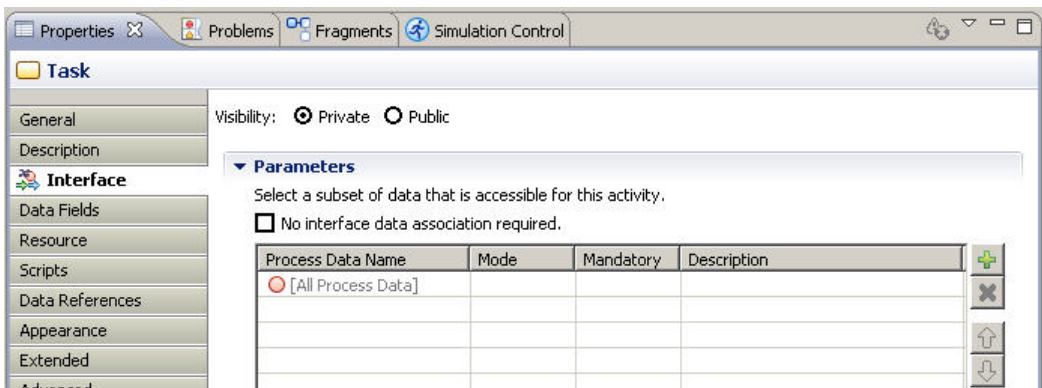 Properties Problems Fragments Simulation Control
Task
General
Description
Interface
Data Fields
Resource
Scripts
Data References
Appearance
Extended
Advanced
Visibility: Private Public
Parameters
Select a subset of data that is accessible for this activity.
No interface data association required.
Process Data Name Mode Mandatory Description
[All Process Data]